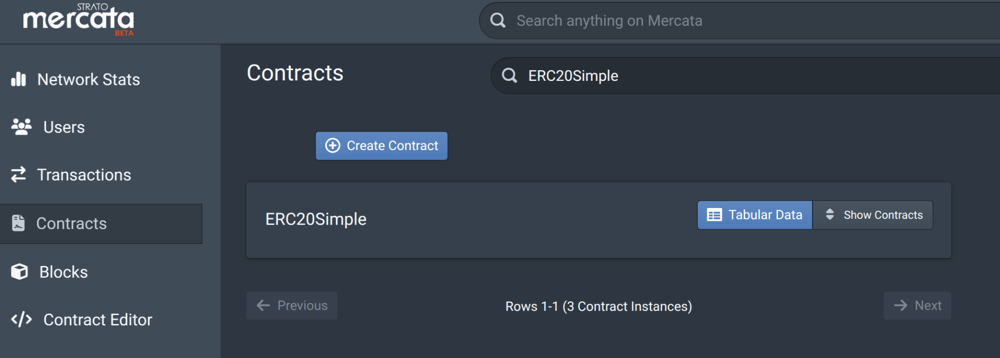 STRATO
mercata
BETA
Search anything on Mercata
Network Stats
Users
Transactions
Contracts
Blocks
Contract Editor
Contracts
ERC20Simple
Create Contract
ERC20Simple
Tabular Data
Show Contracts
Previous
Rows 1-1 (3 Contract Instances)
Next